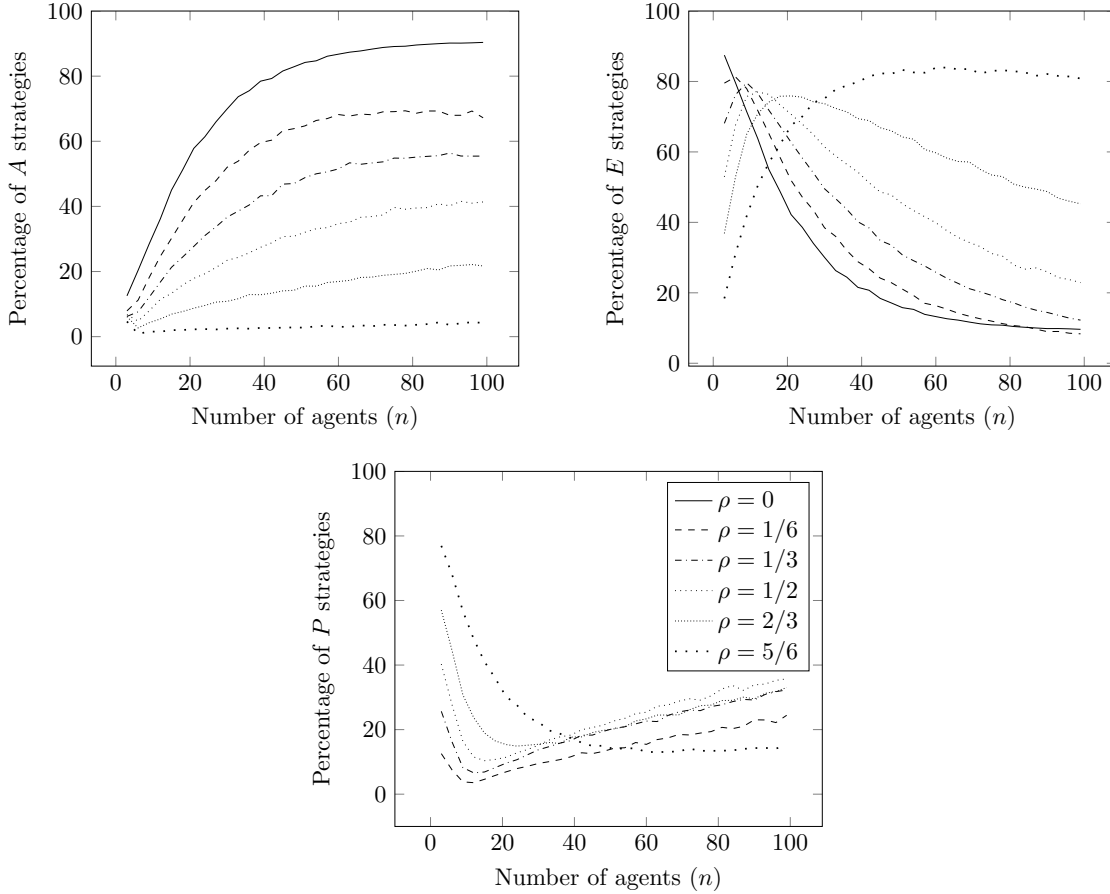 100
80
60
40
20
0
Percentage of A strategies
0 20 40 60 80 100
Number of agents (n)
100
80
60
40
20
0
Percentage of E strategies
0 20 40 60 80 100
Number of agents (n)
100
80
60
40
20
0
Percentage of P strategies
0 20 40 60 80 100
Number of agents (n)
ρ = 0
ρ = 1/6
ρ = 1/3
ρ = 1/2
ρ = 2/3
ρ = 5/6